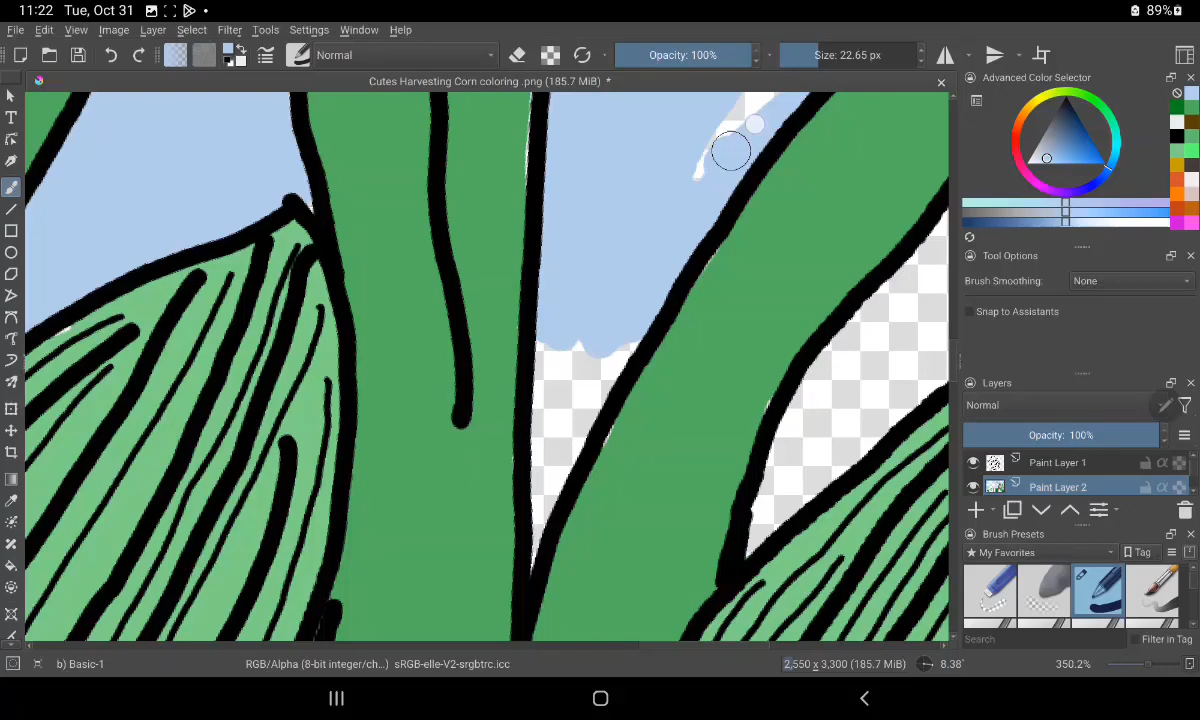 11:22 Tue, Oct 31 89%
File Edit View Image Layer Select Filter Tools Settings Window Help
Normal Opacity: 100% Size: 22.65 px
Cutes Harvesting Corn coloring .png (185.7 MiB) *
Advanced Color Selector
Tool Options
Brush Smoothing: None
Snap to Assistants
Layers
Normal
Opacity: 100%
Paint Layer 1
Paint Layer 2
Brush Presets
My Favorites Tag
Search Filter in Tag
b) Basic-1 RGB/Alpha (8-bit integer/ch...) sRGB-elle-V2-srgbtrc.icc 2,550 x 3,300 (185.7 MiB) 8.38° 350.2%